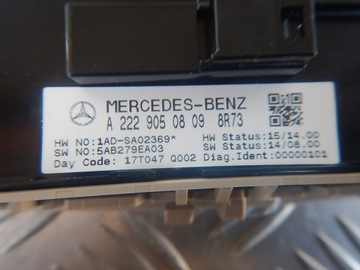 MERCEDES-BENZ
A 222 905 08 09 8R73
HW NO:1AD-SA02369* HW Status:15/14.00
SW NO:5AB279EA03 SW Status:14/08.00
Day Code: 17T047 Q002 Diag.Ident:00000101